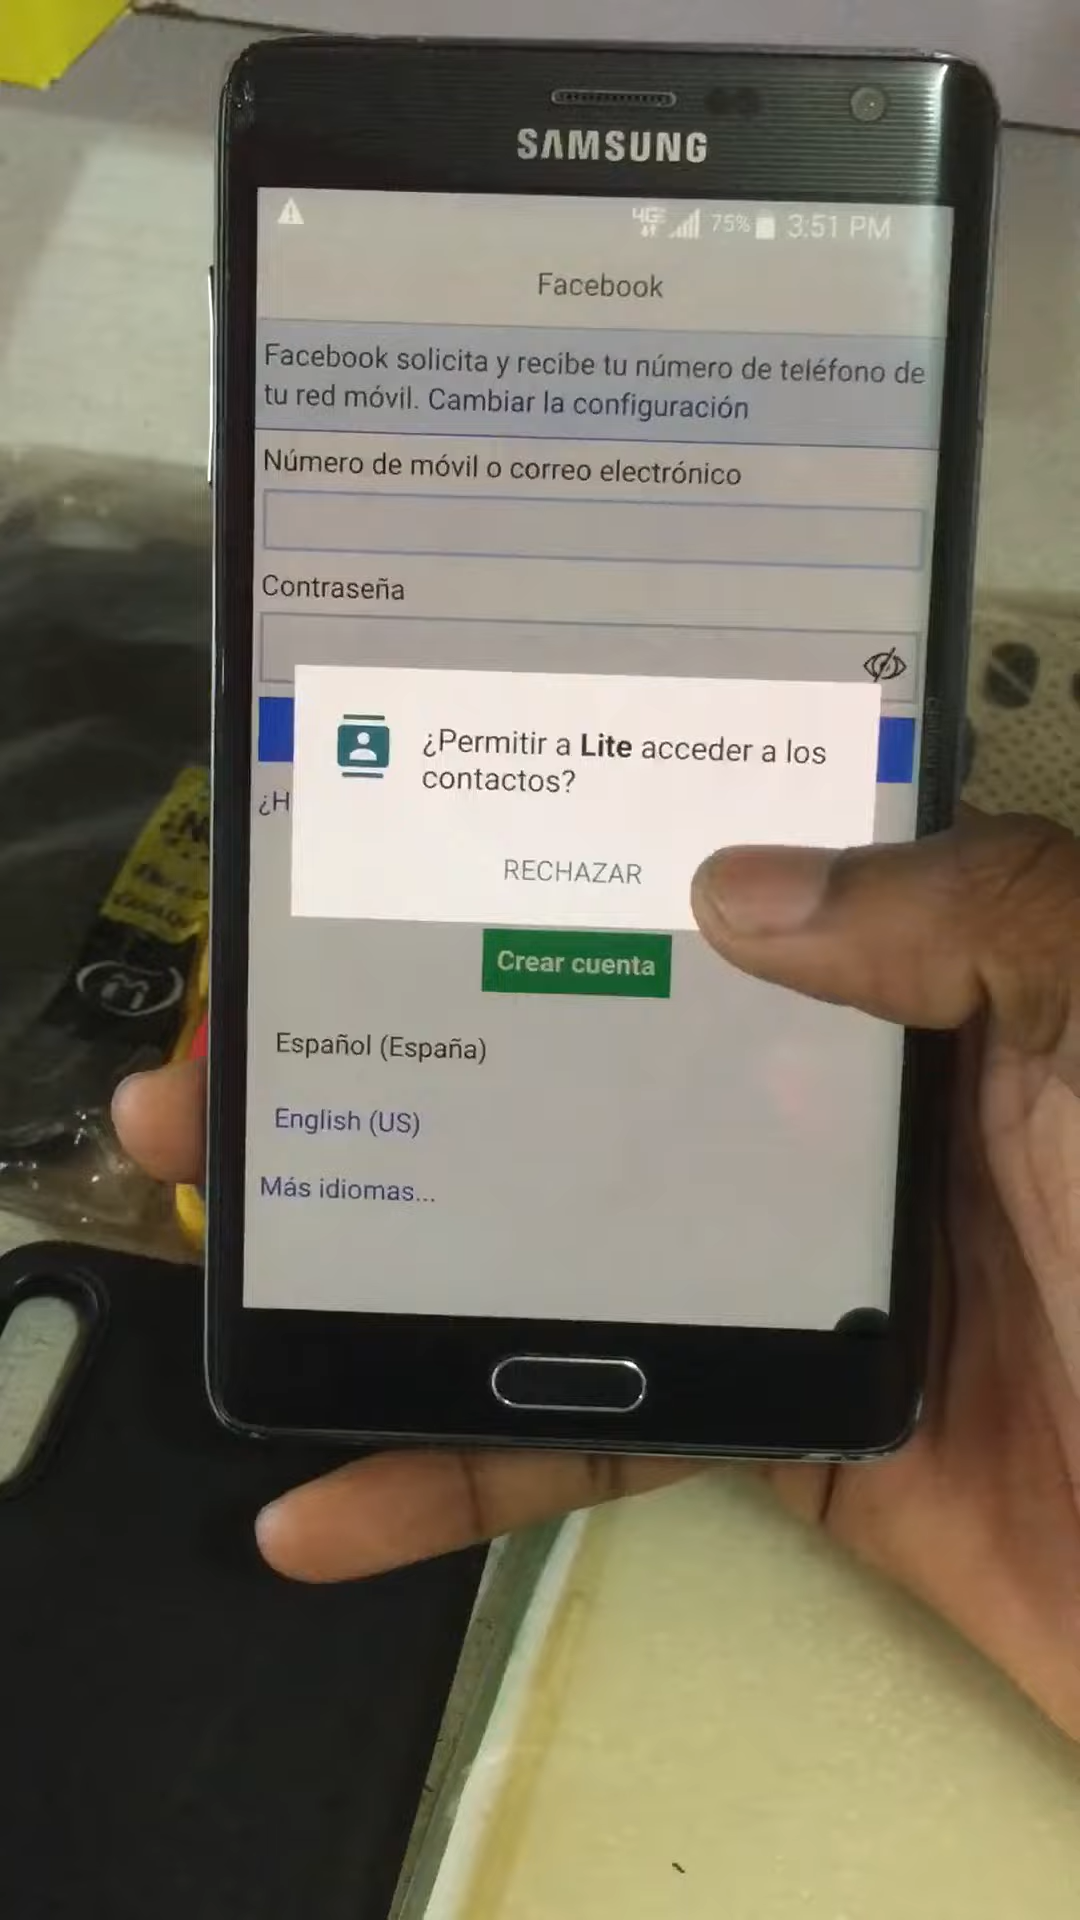 SAMSUNG
4G 75% 3:51 PM
Facebook
Facebook solicita y recibe tu número de teléfono de
tu red móvil. Cambiar la configuración
Número de móvil o correo electrónico
Contraseña
¿Permitir a Lite acceder a los
contactos?
¿H
RECHAZAR
Crear cuenta
Español (España)
English (US)
Más idiomas...